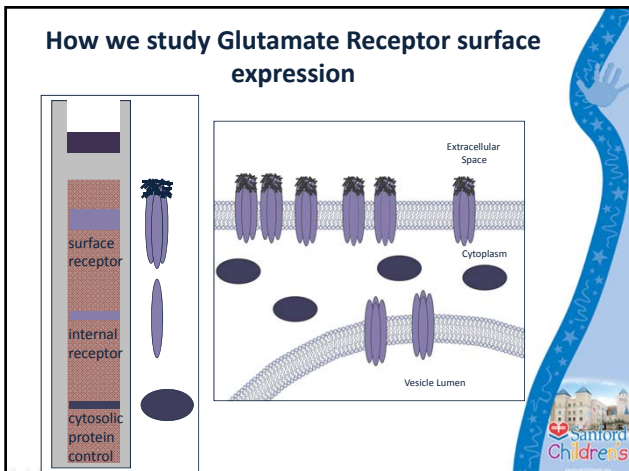 How we study Glutamate Receptor surface
expression
surface
receptor
internal
receptor
cytosolic
protein
control
Extracellular
Space
Cytoplasm
Vesicle Lumen
Sanford
Children's